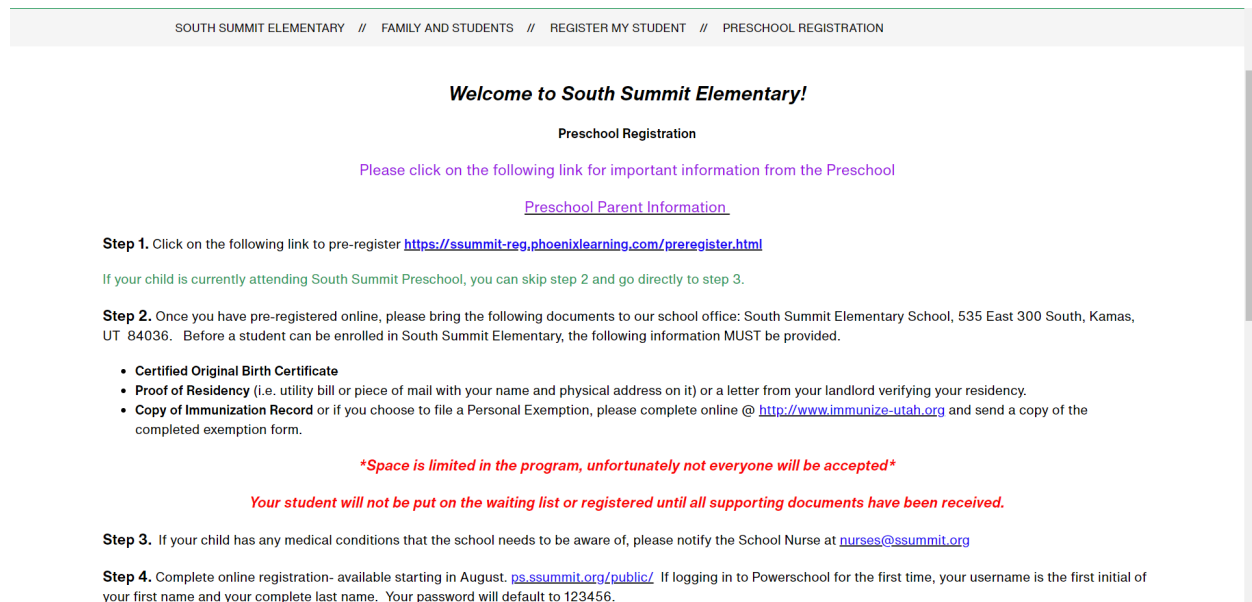 SOUTH SUMMIT ELEMENTARY // FAMILY AND STUDENTS // REGISTER MY STUDENT // PRESCHOOL REGISTRATION
Welcome to South Summit Elementary!
Preschool Registration
Please click on the following link for important information from the Preschool
Preschool Parent Information
Step 1. Click on the following link to pre-register https://ssummit-reg.phoenixlearning.com/preregister.html
If your child is currently attending South Summit Preschool, you can skip step 2 and go directly to step 3.
Step 2. Once you have pre-registered online, please bring the following documents to our school office: South Summit Elementary School, 535 East 300 South, Kamas,
UT 84036. Before a student can be enrolled in South Summit Elementary, the following information MUST be provided.
• Certified Original Birth Certificate
• Proof of Residency (i.e. utility bill or piece of mail with your name and physical address on it) or a letter from your landlord verifying your residency.
• Copy of Immunization Record or if you choose to file a Personal Exemption, please complete online @ http://www.immunize-utah.org and send a copy of the
completed exemption form.
*Space is limited in the program, unfortunately not everyone will be accepted*
Your student will not be put on the waiting list or registered until all supporting documents have been received.
Step 3. If your child has any medical conditions that the school needs to be aware of, please notify the School Nurse at nurses@ssummit.org
Step 4. Complete online registration- available starting in August. ps.ssummit.org/public/ If logging in to Powerschool for the first time, your username is the first initial of
your first name and your complete last name. Your password will default to 123456.